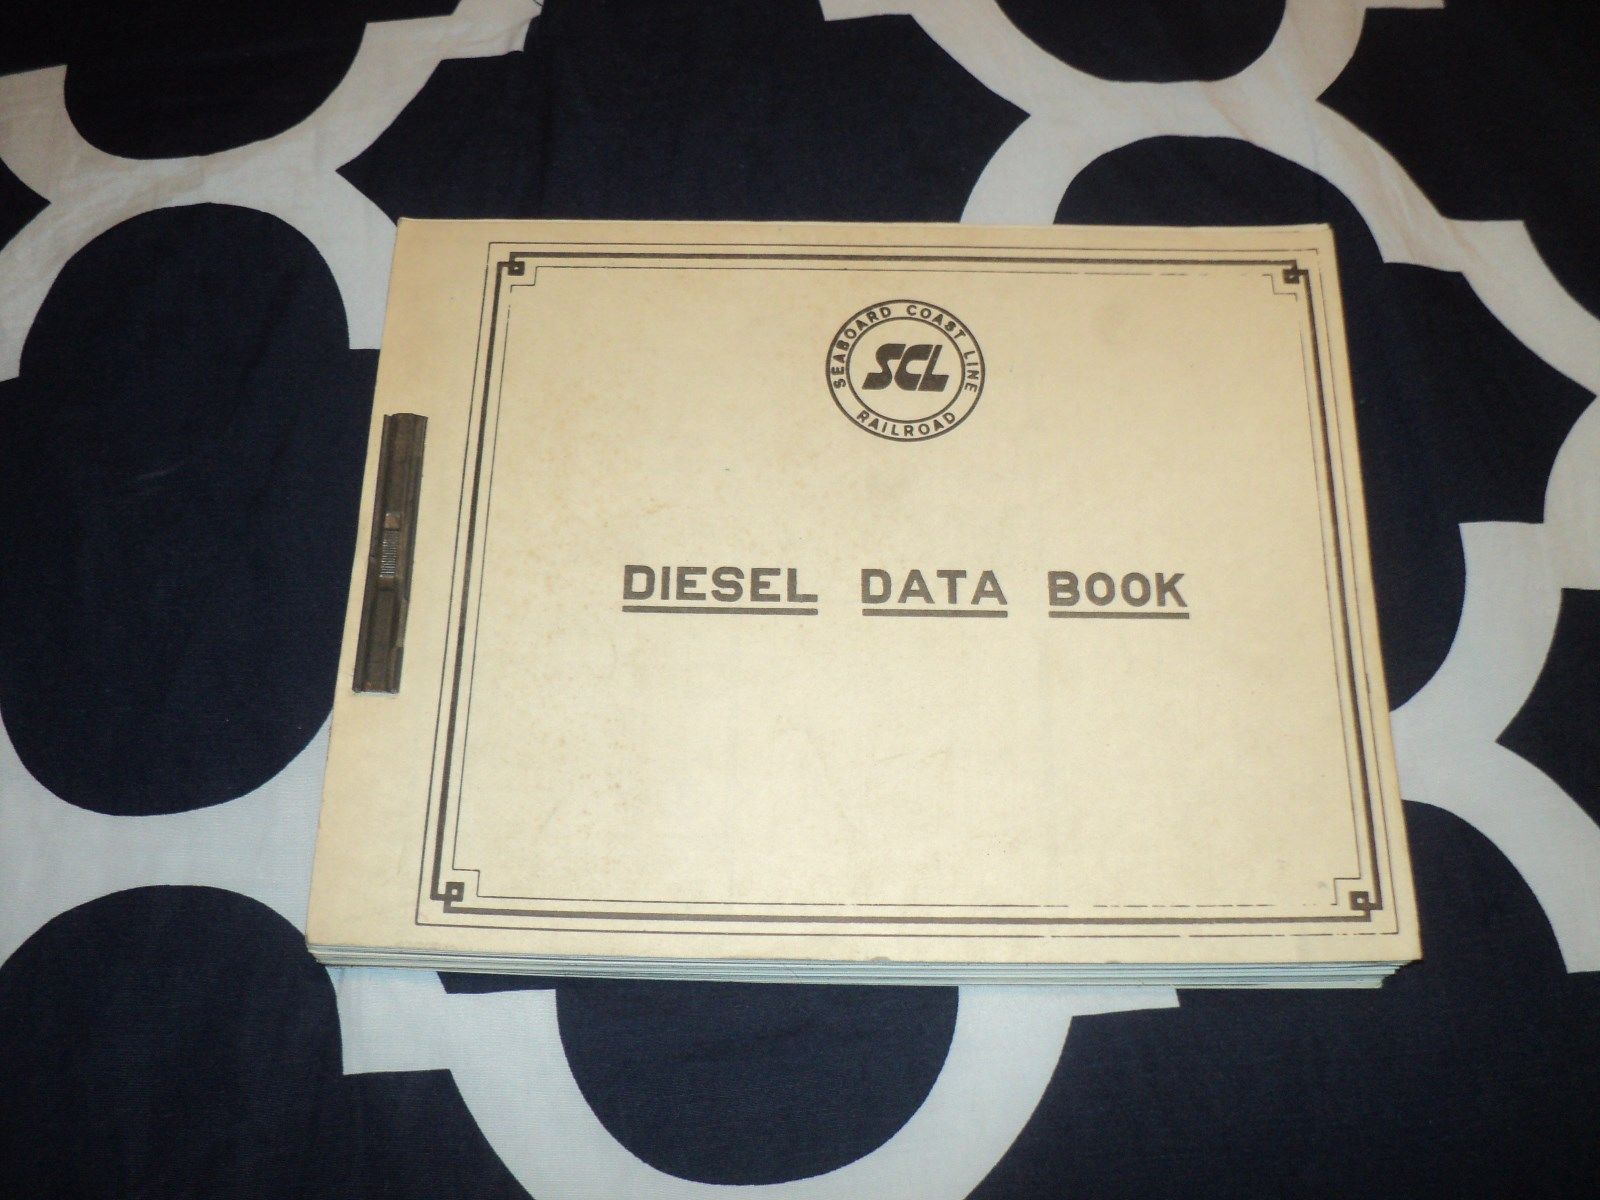 SEABOARD COAST LINE
SCL
RAILROAD
DIESEL DATA BOOK